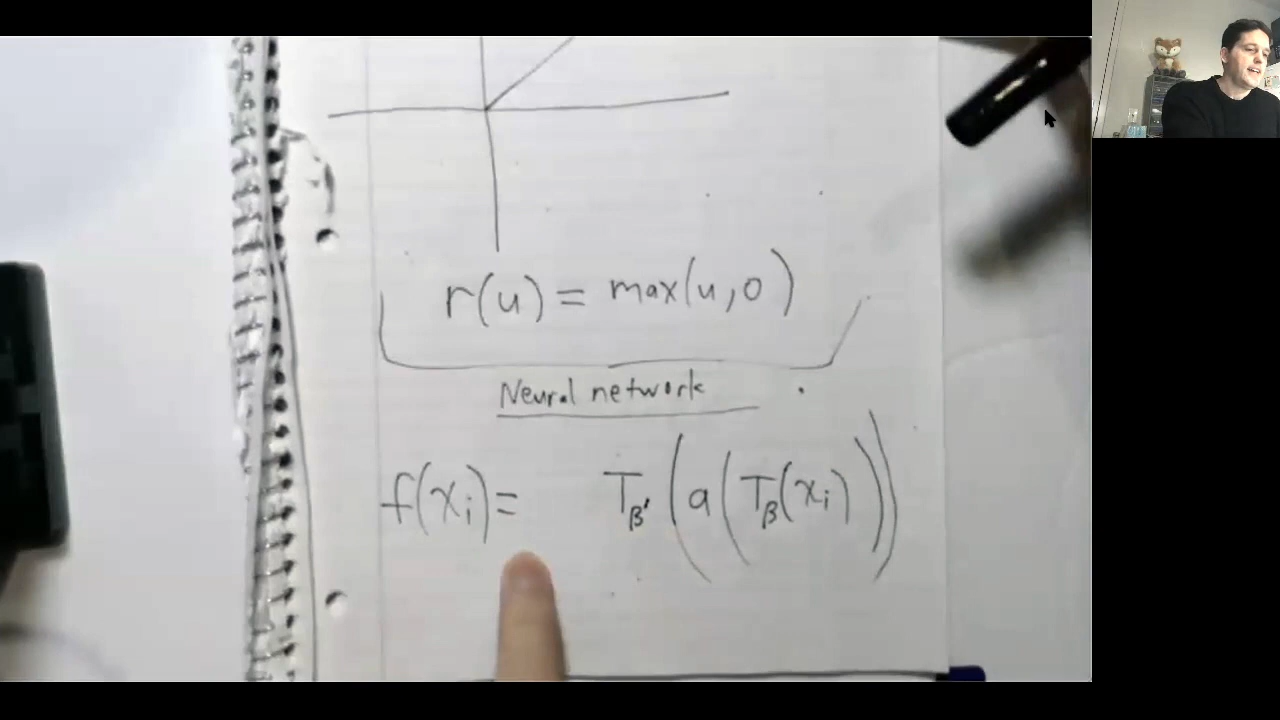 r(u) = max(u, 0)
Neural network
f(xᵢ) = T_β' (a (T_β(xᵢ)))